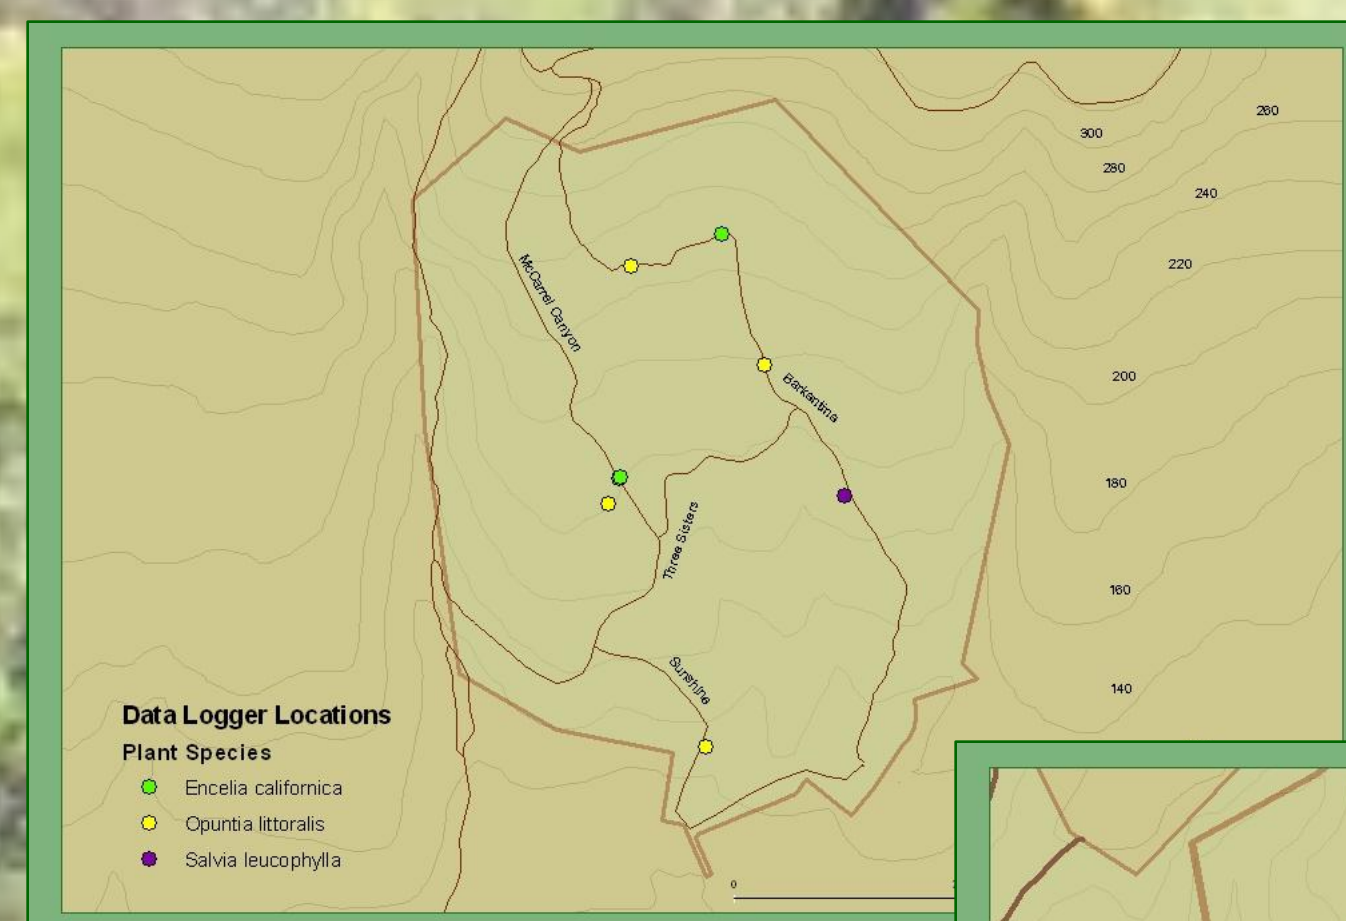 260
300
280
240
220
McCarrel Canyon
200
Barkentine
180
Three Sisters
160
Sunshine
140
Data Logger Locations
Plant Species
Encelia californica
Opuntia littoralis
Salvia leucophylla
0